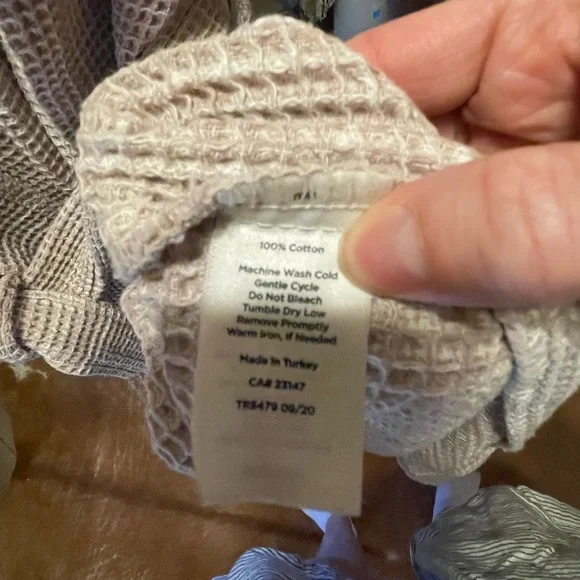 100% Cotton
Machine Wash Cold
Gentle Cycle
Do Not Bleach
Tumble Dry Low
Remove Promptly
Warm Iron, if Needed
Made in Turkey
CA# 23147
TR8479 09/20